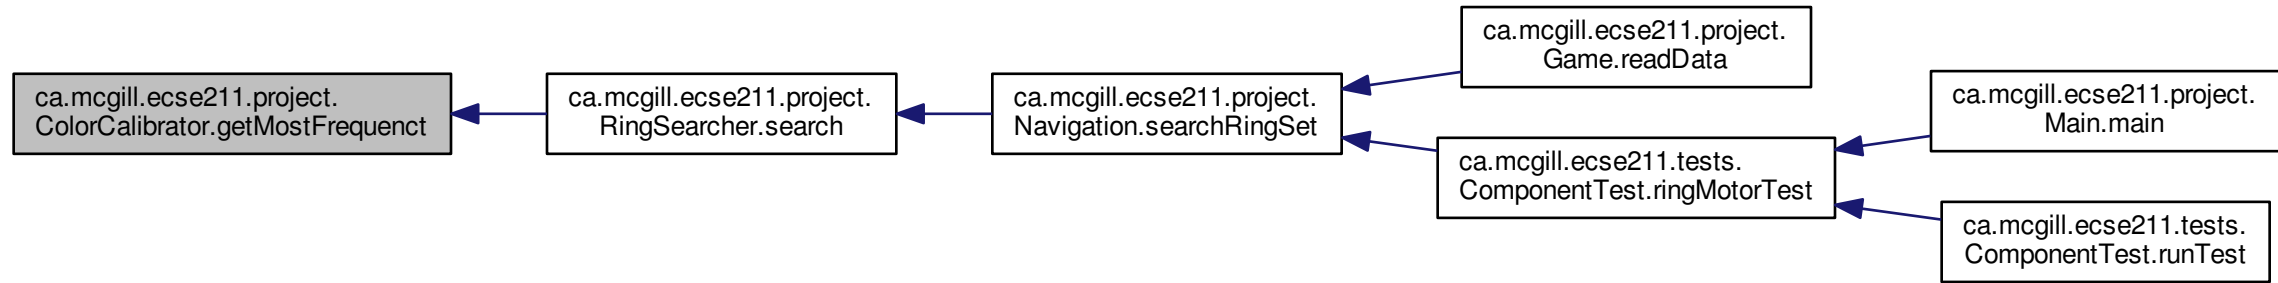 ca.mcgill.ecse211.project.
ColorCalibrator.getMostFrequenct
ca.mcgill.ecse211.project.
RingSearcher.search
ca.mcgill.ecse211.project.
Navigation.searchRingSet
ca.mcgill.ecse211.project.
Game.readData
ca.mcgill.ecse211.tests.
ComponentTest.ringMotorTest
ca.mcgill.ecse211.project.
Main.main
ca.mcgill.ecse211.tests.
ComponentTest.runTest